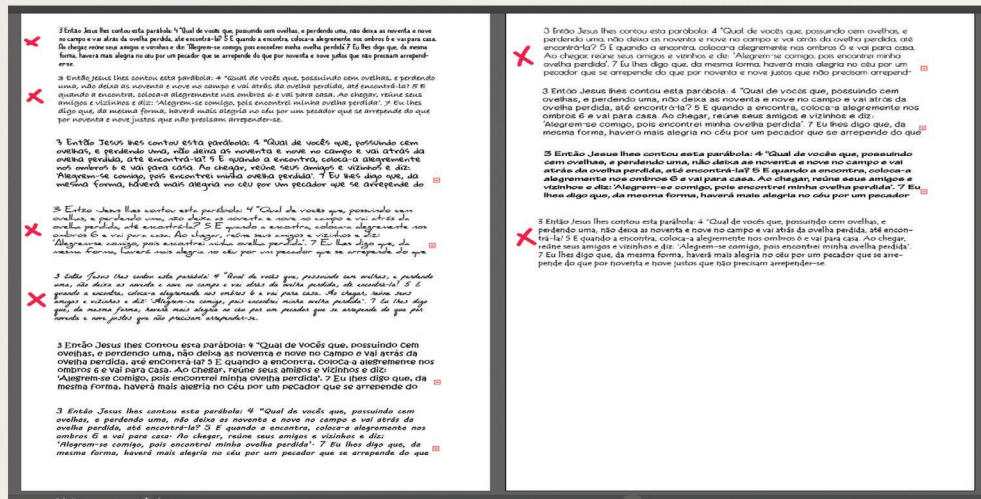 3 Então Jesus lhes contou esta parábola: 4 "Qual de vocês que, possuindo cem ovelhas, e perdendo uma, não deixa as noventa e nove
no campo e vai atrás da ovelha perdida, até encontrá-la? 5 E quando a encontra, coloca-a alegremente nos ombros 6 e vai para casa.
Ao chegar, reúne seus amigos e vizinhos e diz: 'Alegrem-se comigo, pois encontrei minha ovelha perdida'. 7 Eu lhes digo que, da mesma
forma, haverá mais alegria no céu por um pecador que se arrepende do que por noventa e nove justos que não precisam arrepend-
er-se.
3 Então Jesus lhes contou esta parábola: 4 "Qual de vocês que, possuindo cem ovelhas, e perdendo
uma, não deixa as noventa e nove no campo e vai atrás da ovelha perdida, até encontrá-la? 5 E
quando a encontra, coloca-a alegremente nos ombros 6 e vai para casa. Ao chegar, reúne seus
amigos e vizinhos e diz: 'Alegrem-se comigo, pois encontrei minha ovelha perdida'. 7 Eu lhes
digo que, da mesma forma, haverá mais alegria no céu por um pecador que se arrepende do que
por noventa e nove justos que não precisam arrepender-se.
3 Então Jesus lhes contou esta parábola: 4 "Qual de vocês que, possuindo cem
ovelhas, e perdendo uma, não deixa as noventa e nove no campo e vai atrás da
ovelha perdida, até encontrá-la? 5 E quando a encontra, coloca-a alegremente
nos ombros 6 e vai para casa. Ao chegar, reúne seus amigos e vizinhos e diz:
'Alegrem-se comigo, pois encontrei minha ovelha perdida'. 7 Eu lhes digo que, da
mesma forma, haverá mais alegria no céu por um pecador que se arrepende do
3 Entzo Jesus lhes contou esta parábola: 4 "Qual de vocês que, possuindo cem
ovelhas, e perdendo uma, não deixa as noventa e nove no campo e vai atrás da
ovelha perdida, até encontrá-la? 5 E quando a encontra, coloca-a alegremente nos
ombros 6 e vai para casa. Ao chegar, reúne seus amigos e vizinhos e diz:
'Alegrem-se comigo, pois encontrei minha ovelha perdida'. 7 Eu lhes digo que, da
mesma forma, haverá mais alegria no céu por um pecador que se arrepende do que
3 Então Jesus lhes contou esta parábola: 4 "Qual de vocês que, possuindo cem ovelhas, e perdendo
uma, não deixa as noventa e nove no campo e vai atrás da ovelha perdida, até encontrá-la? 5 E
quando a encontra, coloca-a alegremente nos ombros 6 e vai para casa. Ao chegar, reúne seus
amigos e vizinhos e diz: 'Alegrem-se comigo, pois encontrei minha ovelha perdida'. 7 Eu lhes digo
que, da mesma forma, haverá mais alegria no céu por um pecador que se arrepende do que por
noventa e nove justos que não precisam arrepender-se.
3 Então Jesus lhes contou esta parábola: 4 "Qual de vocês que, possuindo cem
ovelhas, e perdendo uma, não deixa as noventa e nove no campo e vai atrás da
ovelha perdida, até encontrá-la? 5 E quando a encontra, coloca-a alegremente nos
ombros 6 e vai para casa. Ao chegar, reúne seus amigos e vizinhos e diz:
'Alegrem-se comigo, pois encontrei minha ovelha perdida'. 7 Eu lhes digo que, da
mesma forma, haverá mais alegria no céu por um pecador que se arrepende do
3 Então Jesus lhes contou esta parábola: 4 "Qual de vocês que, possuindo cem
ovelhas, e perdendo uma, não deixa as noventa e nove no campo e vai atrás da
ovelha perdida, até encontrá-la? 5 E quando a encontra, coloca-a alegremente nos
ombros 6 e vai para casa. Ao chegar, reúne seus amigos e vizinhos e diz:
'Alegrem-se comigo, pois encontrei minha ovelha perdida'. 7 Eu lhes digo que, da
mesma forma, haverá mais alegria no céu por um pecador que se arrepende do que
3 Então Jesus lhes contou esta parábola: 4 "Qual de vocês que, possuindo cem ovelhas, e
perdendo uma, não deixa as noventa e nove no campo e vai atrás da ovelha perdida, até
encontrá-la? 5 E quando a encontra, coloca-a alegremente nos ombros 6 e vai para casa.
Ao chegar, reúne seus amigos e vizinhos e diz: 'Alegrem-se comigo, pois encontrei minha
ovelha perdida'. 7 Eu lhes digo que, da mesma forma, haverá mais alegria no céu por um
pecador que se arrepende do que por noventa e nove justos que não precisam arrepend-
3 Então Jesus lhes contou esta parábola: 4 "Qual de vocês que, possuindo cem
ovelhas, e perdendo uma, não deixa as noventa e nove no campo e vai atrás da
ovelha perdida, até encontrá-la? 5 E quando a encontra, coloca-a alegremente nos
ombros 6 e vai para casa. Ao chegar, reúne seus amigos e vizinhos e diz:
'Alegrem-se comigo, pois encontrei minha ovelha perdida'. 7 Eu lhes digo que, da
mesma forma, haverá mais alegria no céu por um pecador que se arrepende do que
3 Então Jesus lhes contou esta parábola: 4 "Qual de vocês que, possuindo
cem ovelhas, e perdendo uma, não deixa as noventa e nove no campo e vai
atrás da ovelha perdida, até encontrá-la? 5 E quando a encontra, coloca-a
alegremente nos ombros 6 e vai para casa. Ao chegar, reúne seus amigos e
vizinhos e diz: 'Alegrem-se comigo, pois encontrei minha ovelha perdida'. 7 Eu
lhes digo que, da mesma forma, haverá mais alegria no céu por um pecador
3 Então Jesus lhes contou esta parábola: 4 "Qual de vocês que, possuindo cem ovelhas, e
perdendo uma, não deixa as noventa e nove no campo e vai atrás da ovelha perdida, até encon-
trá-la? 5 E quando a encontra, coloca-a alegremente nos ombros 6 e vai para casa. Ao chegar,
reúne seus amigos e vizinhos e diz: 'Alegrem-se comigo, pois encontrei minha ovelha perdida'.
7 Eu lhes digo que, da mesma forma, haverá mais alegria no céu por um pecador que se arre-
pende do que por noventa e nove justos que não precisam arrepender-se.